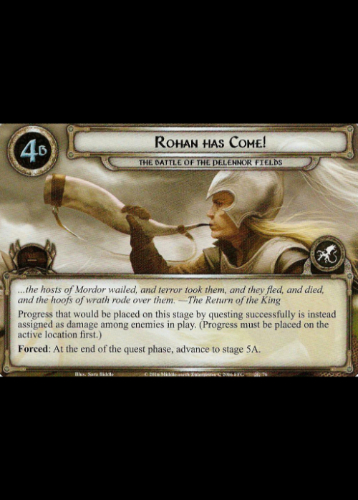 4B
ROHAN HAS COME!
THE BATTLE OF THE PELENNOR FIELDS
...the hosts of Mordor wailed, and terror took them, and they fled, and died,
and the hoofs of wrath rode over them. —The Return of the King
Progress that would be placed on this stage by questing successfully is instead
assigned as damage among enemies in play. (Progress must be placed on the
active location first.)
Forced: At the end of the quest phase, advance to stage 5A.
Illus.